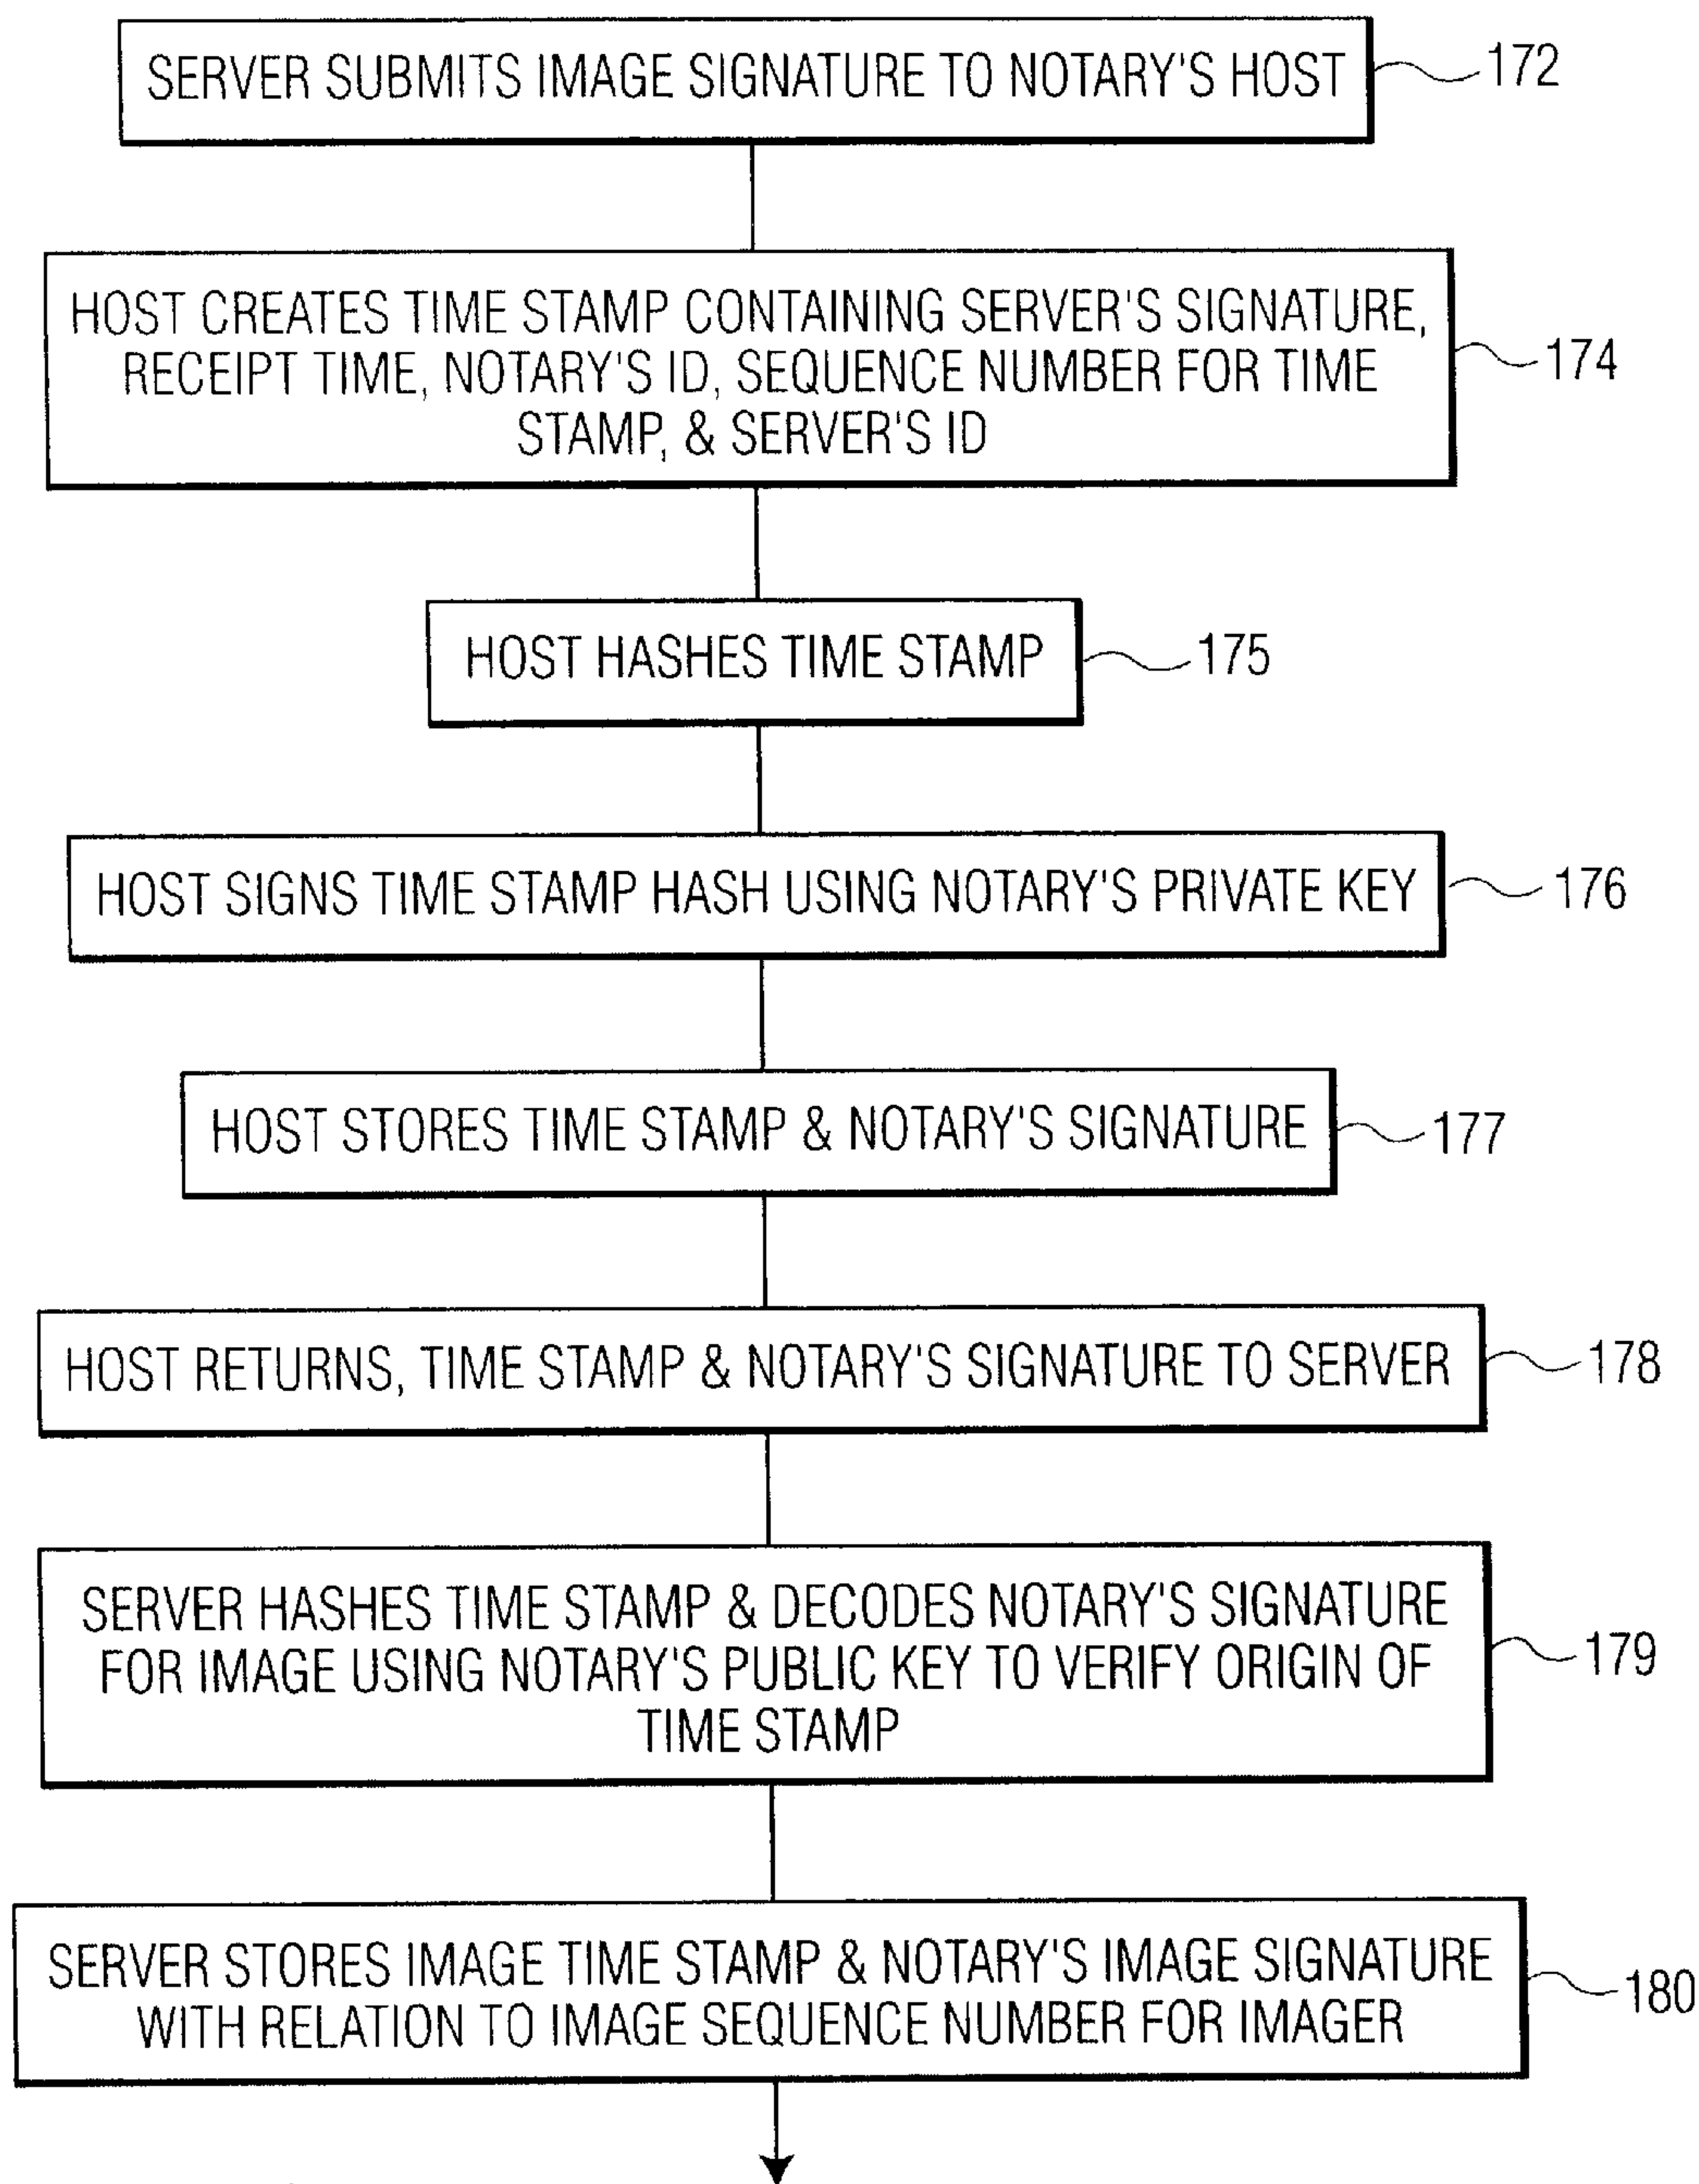 SERVER SUBMITS IMAGE SIGNATURE TO NOTARY'S HOST
172
HOST CREATES TIME STAMP CONTAINING SERVER'S SIGNATURE,
RECEIPT TIME, NOTARY'S ID, SEQUENCE NUMBER FOR TIME
STAMP, & SERVER'S ID
174
HOST HASHES TIME STAMP
175
HOST SIGNS TIME STAMP HASH USING NOTARY'S PRIVATE KEY
176
HOST STORES TIME STAMP & NOTARY'S SIGNATURE
177
HOST RETURNS, TIME STAMP & NOTARY'S SIGNATURE TO SERVER
178
SERVER HASHES TIME STAMP & DECODES NOTARY'S SIGNATURE
FOR IMAGE USING NOTARY'S PUBLIC KEY TO VERIFY ORIGIN OF
TIME STAMP
179
SERVER STORES IMAGE TIME STAMP & NOTARY'S IMAGE SIGNATURE
WITH RELATION TO IMAGE SEQUENCE NUMBER FOR IMAGER
180